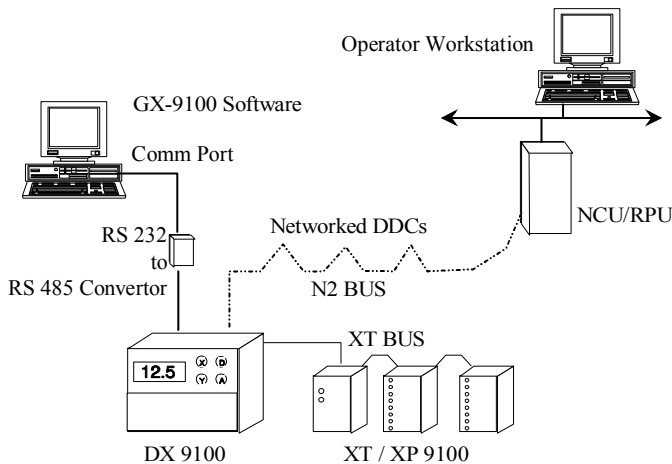 Operator Workstation
GX-9100 Software
Comm Port
NCU/RPU
Networked DDCs
RS 232
to
RS 485 Convertor
N2 BUS
XT BUS
12.5
X D
Y A
DX 9100
XT / XP 9100